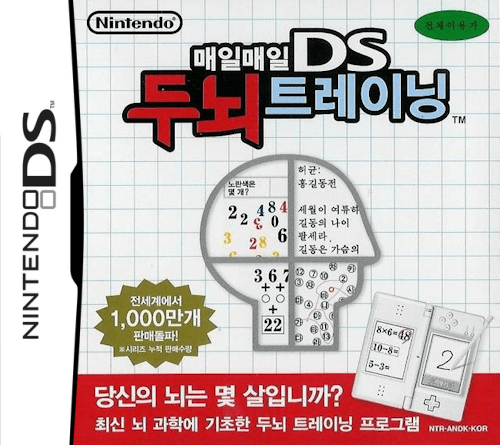 Nintendo
전체이용가
매일매일 DS
두뇌 트레이닝 ™
NINTENDO DS ™
노란색은
몇 개?
2 2 4 8 4
3 0
3 28 6
허균:
홍길동전
세월이 여류하
길동의 나이
팔세라.
길동은 가슴의
3 6 7
+ + +
○ ○
+
22
전세계에서
1,000만개
판매돌파!
※시리즈 누적 판매수량
8×6=48
10-8=
5-3=
2
당신의 뇌는 몇 살입니까?
최신 뇌 과학에 기초한 두뇌 트레이닝 프로그램
NTR-ANDK-KOR